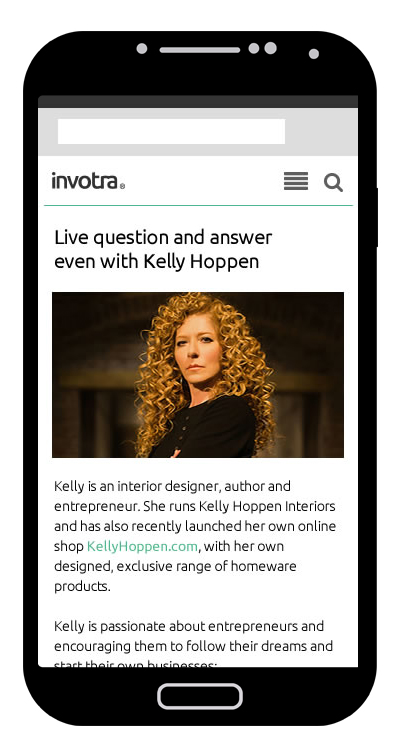 invotra®
Live question and answer
even with Kelly Hoppen
Kelly is an interior designer, author and
entrepreneur. She runs Kelly Hoppen Interiors
and has also recently launched her own online
shop KellyHoppen.com, with her own
designed, exclusive range of homeware
products.
Kelly is passionate about entrepreneurs and
encouraging them to follow their dreams and
start their own businesses: